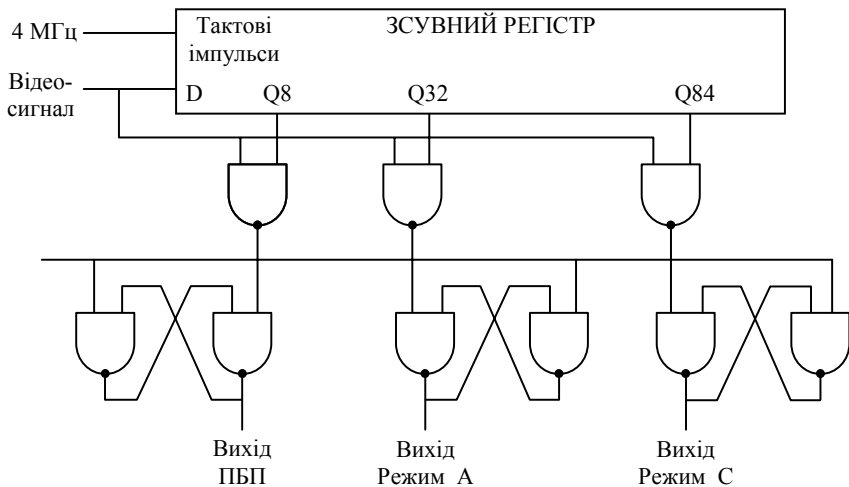 4 МГц
Тактові
імпульси
ЗСУВНИЙ РЕГІСТР
Відео-
сигнал
D
Q8
Q32
Q84
Вихід
ПБП
Вихід
Режим А
Вихід
Режим С